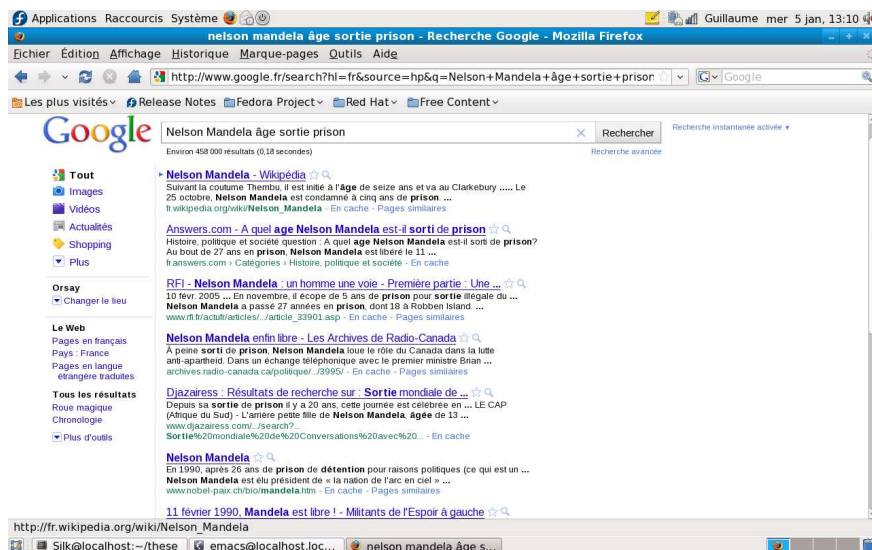 Applications Raccourcis Système Guillaume mer 5 jan, 13:10
nelson mandela âge sortie prison - Recherche Google - Mozilla Firefox
Fichier Édition Affichage Historique Marque-pages Outils Aide
http://www.google.fr/search?hl=fr&source=hp&q=Nelson+Mandela+âge+sortie+prison Google
Les plus visités Release Notes Fedora Project Red Hat Free Content
Google Nelson Mandela âge sortie prison Rechercher Recherche instantanée activée
Environ 458 000 résultats (0,18 secondes) Recherche avancée
Tout
Images
Vidéos
Actualités
Shopping
Plus
Orsay
Changer le lieu
Le Web
Pages en français
Pays : France
Pages en langue
étrangère traduites
Tous les résultats
Roue magique
Chronologie
Plus d'outils
Nelson Mandela - Wikipédia
Suivant la coutume Thembu, il est initié à l'âge de seize ans et va au Clarkebury ..... Le
25 octobre, Nelson Mandela est condamné à cinq ans de prison. ...
fr.wikipedia.org/wiki/Nelson_Mandela - En cache - Pages similaires
Answers.com - A quel age Nelson Mandela est-il sorti de prison
Histoire, politique et société question : A quel age Nelson Mandela est-il sorti de prison?
Au bout de 27 ans en prison, Nelson Mandela est libéré le 11 ...
fr.answers.com › Catégories › Histoire, politique et société - En cache
RFI - Nelson Mandela : un homme une voie - Première partie : Une ...
10 févr. 2005 ... En novembre, il écope de 5 ans de prison pour sortie illégale du ...
Nelson Mandela a passé 27 années en prison, dont 18 à Robben Island. ...
www.rfi.fr/actufr/articles/.../article_33901.asp - En cache - Pages similaires
Nelson Mandela enfin libre - Les Archives de Radio-Canada
À peine sorti de prison, Nelson Mandela loue le rôle du Canada dans la lutte
anti-apartheid. Dans un échange téléphonique avec le premier ministre Brian ...
archives.radio-canada.ca/politique/.../3995/ - En cache - Pages similaires
Djazairess : Résultats de recherche sur : Sortie mondiale de ...
Depuis sa sortie de prison il y a 20 ans, cette journée est célébrée en ... LE CAP
(Afrique du Sud) - L'arrière petite fille de Nelson Mandela, âgée de 13 ...
www.djazairess.com/.../search?...
Sortie%20mondiale%20de%20Conversations%20avec%20... - En cache
Nelson Mandela
En 1990, après 26 ans de prison de détention pour raisons politiques (ce qui est un ...
Nelson Mandela est élu président de « la nation de l'arc en ciel » ...
www.nobel-paix.ch/bio/mandela.htm - En cache - Pages similaires
11 février 1990, Mandela est libre ! - Militants de l'Espoir à gauche
http://fr.wikipedia.org/wiki/Nelson_Mandela
Silk@localhost:~/these emacs@localhost.loc... nelson mandela âge s...